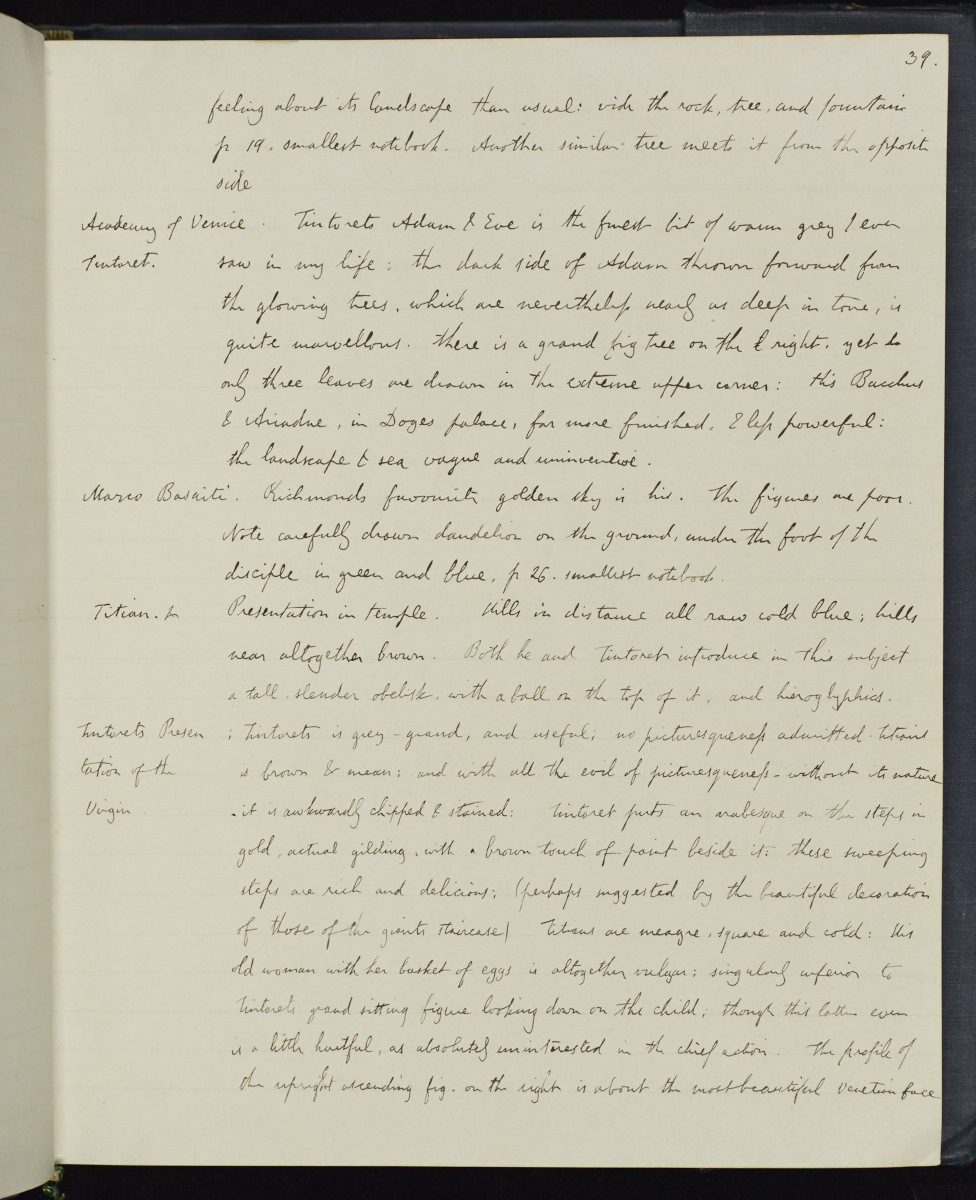 39.
feeling about its landscape than usual: vide the rock, tree, and fountain
p 19. smallest notebook. Another similar tree meets it from the opposite
side
Academy of Venice. Tintorets Adam & Eve is the finest bit of warm grey I ever
Tintoret. saw in my life; the dark side of Adam thrown forward from
the glowing trees, which are nevertheless nearly as deep in tone, is
quite marvellous. There is a grand fig tree on the right, yet
only three leaves are drawn in the extreme upper corner: His Bacchus
& Ariadne, in Doges palace, far more finished, & less powerful:
the landscape & sea vague and uninventive.
Marco Basaiti. Richmonds favourite golden sky is his. The figures are poor.
Note carefully drawn dandelion on the ground, under the foot of the
disciple in green and blue, p 26. smallest notebook.
Titian. Presentation in temple. Hills in distance all raw cold blue; hills
near altogether brown. Both he and Tintoret introduce in this subject
a tall, slender obelisk, with a ball on the top of it, and hieroglyphics.
Tintorets Presen ; Tintorets is grey - grand, and useful; no picturesqueness admitted. Titians
tation of the is brown & mean; and with all the evil of picturesqueness - without its nature
Virgin . it is awkwardly chipped & stained: Tintoret puts an arabesque on the steps in
gold, actual gilding, with a brown touch of paint beside it: these sweeping
steps are rich and delicious; (perhaps suggested by the beautiful decoration
of those of the giants staircase) Titians are meagre, square and cold: His
old woman with her basket of eggs is altogether vulgar; singularly inferior to
Tintorets grand sitting figure looking down on the child; though this latter even
is a little hurtful, as absolutely uninterested in the chief action. The profile of
the upright ascending fig. on the right is about the most beautiful Venetian face